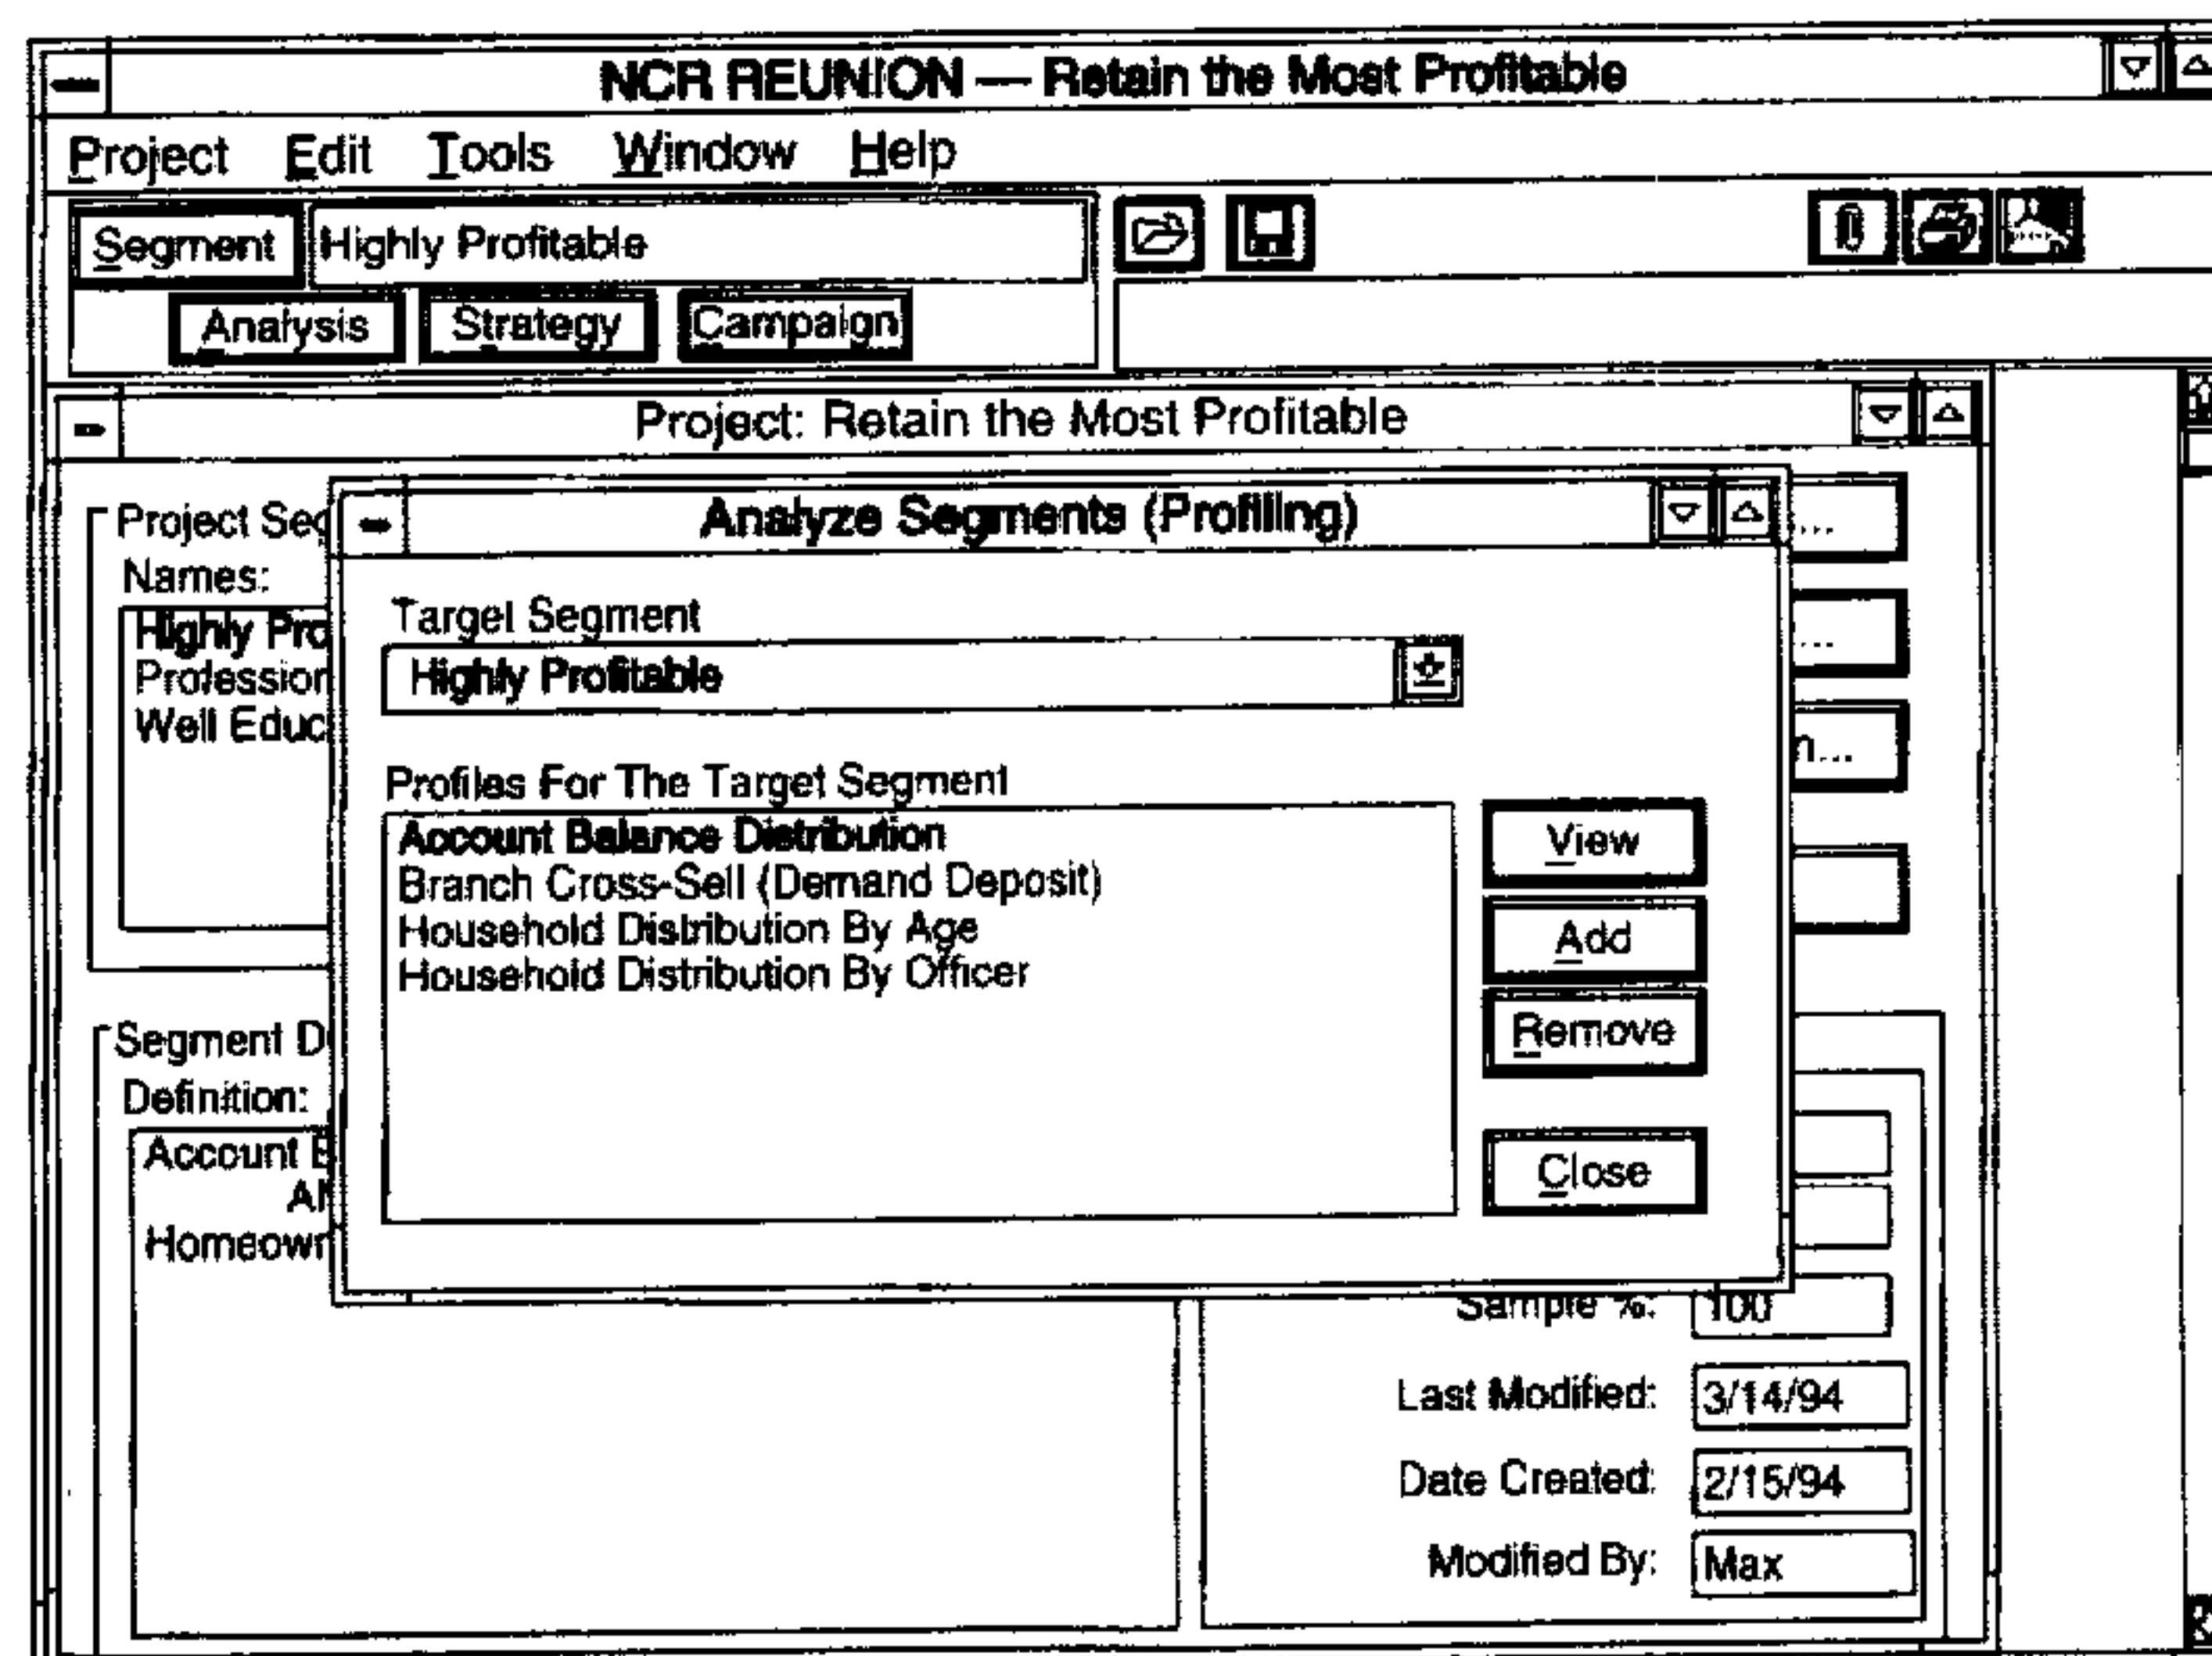 NCR REUNION — Retain the Most Profitable
Project Edit Tools Window Help
Segment Highly Profitable
Analysis Strategy Campaign
Project: Retain the Most Profitable
Project Seg
Names:
Highly Pro
Profession
Well Educ
Analyze Segments (Profiling)
Target Segment
Highly Profitable
Profiles For The Target Segment
Account Balance Distribution
Branch Cross-Sell (Demand Deposit)
Household Distribution By Age
Household Distribution By Officer
View
Add
Remove
Close
...
...
n...
Segment D
Definition:
Account B
AN
Homeown
Sample %: 100
Last Modified: 3/14/94
Date Created: 2/15/94
Modified By: Max